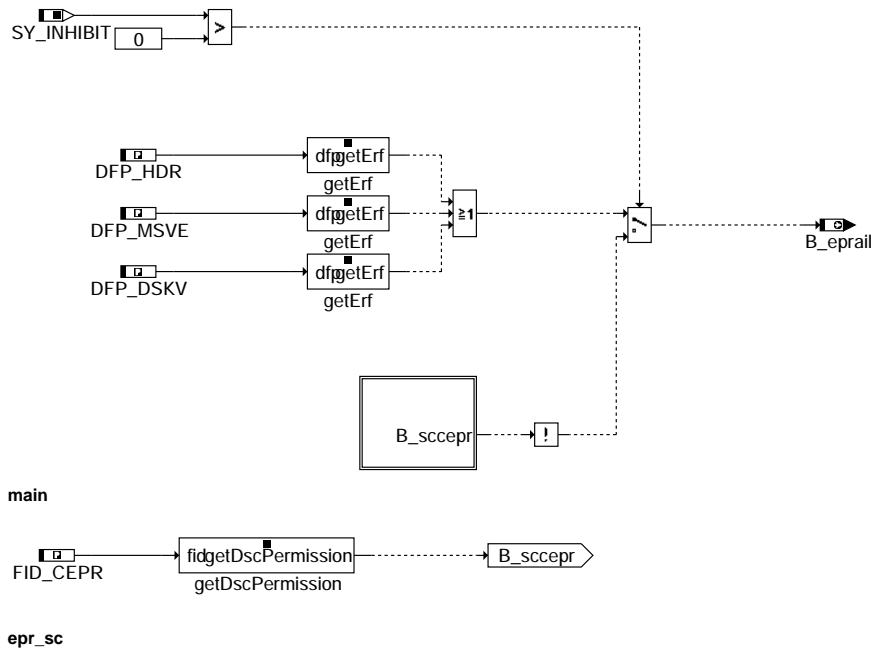 SY_INHIBIT
0
>
DFP_HDR
dfpgetErf
getErf
DFP_MSVE
dfpgetErf
getErf
DFP_DSKV
dfpgetErf
getErf
≧1
B_eprail
B_sccepr
!
main
FID_CEPR
fidgetDscPermission
getDscPermission
B_sccepr
epr_sc